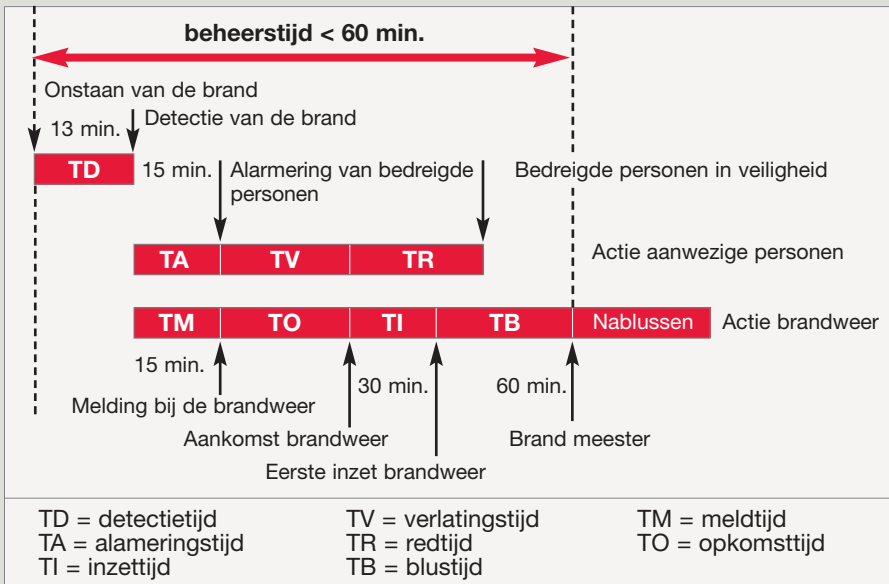 beheerstijd < 60 min.
Onstaan van de brand
13 min.
Detectie van de brand
TD
15 min.
Alarmering van bedreigde
personen
Bedreigde personen in veiligheid
TA
TV
TR
Actie aanwezige personen
TM
TO
TI
TB
Nablussen
Actie brandweer
15 min.
30 min.
60 min.
Melding bij de brandweer
Aankomst brandweer
Brand meester
Eerste inzet brandweer
TD = detectietijd
TV = verlatingstijd
TM = meldtijd
TA = alameringstijd
TR = redtijd
TO = opkomsttijd
TI = inzettijd
TB = blustijd